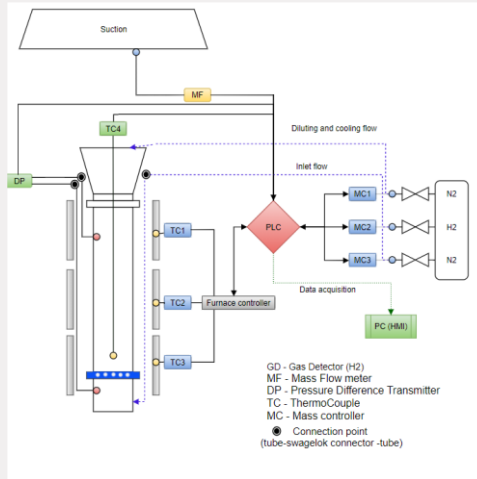 Suction
MF
TC4
Diluting and cooling flow
Inlet flow
DP
MC1
N2
TC1
PLC
MC2
H2
MC3
N2
Data acquisition
TC2
Furnace controller
PC (HMI)
TC3
GD - Gas Detector (H2)
MF - Mass Flow meter
DP - Pressure Difference Transmitter
TC - ThermoCouple
MC - Mass controller
Connection point
(tube-swagelok connector -tube)